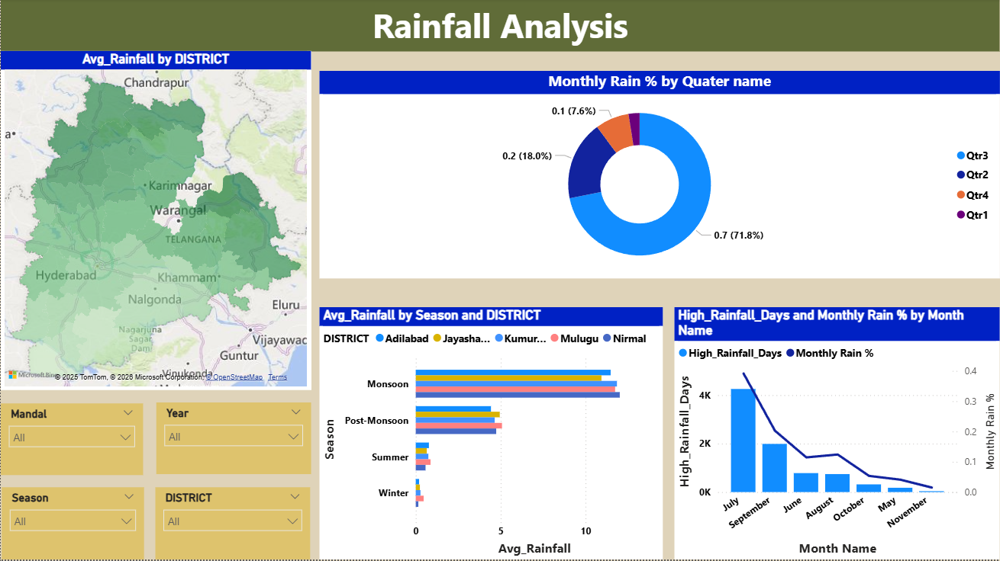 Rainfall Analysis
Avg_Rainfall by DISTRICT
Chandrapur
a
Karimnagar
Warangal
TELANGANA
Hyderabad
Khammam
Nalgonda
Eluru
Nagarjuna
Sagar
Dam
Vijayawac
Guntur
Vinukonda
Microsoft Bing
© 2025 TomTom, © 2026 Microsoft Corporation, © OpenStreetMap Terms
Mandal
All
Year
All
Season
All
DISTRICT
All
Monthly Rain % by Quater name
0.1 (7.6%)
0.2 (18.0%)
0.7 (71.8%)
Qtr3
Qtr2
Qtr4
Qtr1
Avg_Rainfall by Season and DISTRICT
DISTRICT Adilabad Jayasha... Kumur... Mulugu Nirmal
Season
Monsoon
Post-Monsoon
Summer
Winter
0 5 10
Avg_Rainfall
High_Rainfall_Days and Monthly Rain % by Month
Name
High_Rainfall_Days Monthly Rain %
High_Rainfall_Days
4K
2K
0K
0.4
0.3
0.2
0.1
0.0
Monthly Rain %
July September June August October May November
Month Name